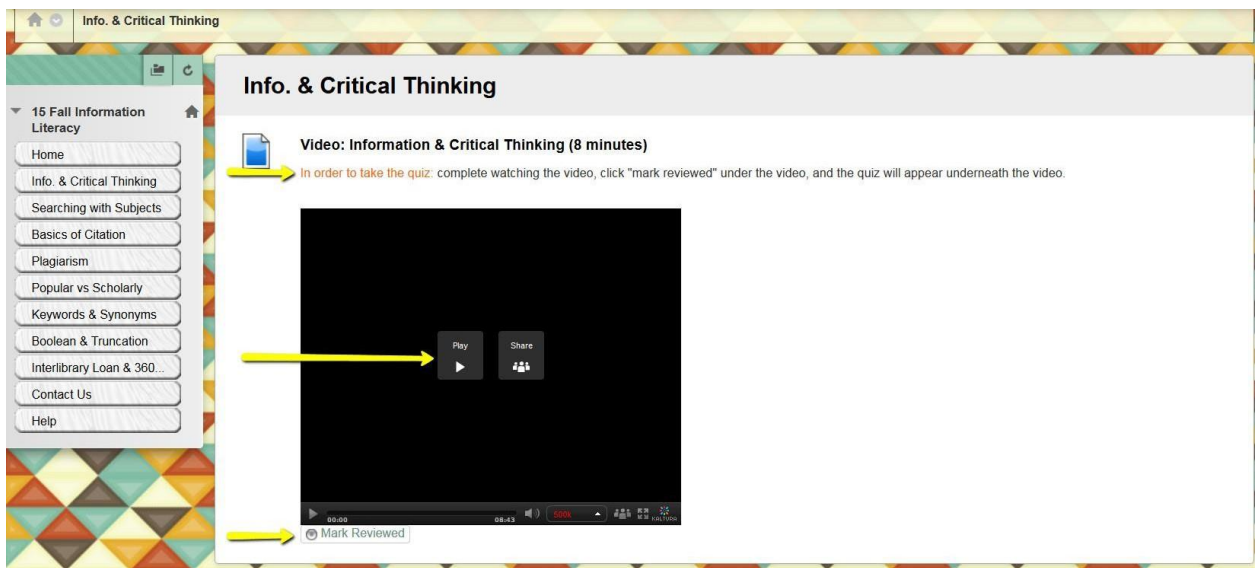 Info. & Critical Thinking
15 Fall Information
Literacy
Home
Info. & Critical Thinking
Searching with Subjects
Basics of Citation
Plagiarism
Popular vs Scholarly
Keywords & Synonyms
Boolean & Truncation
Interlibrary Loan & 360...
Contact Us
Help
Info. & Critical Thinking
Video: Information & Critical Thinking (8 minutes)
In order to take the quiz: complete watching the video, click "mark reviewed" under the video, and the quiz will appear underneath the video.
Play Share
00:00 08:43 500k KALTURA
Mark Reviewed